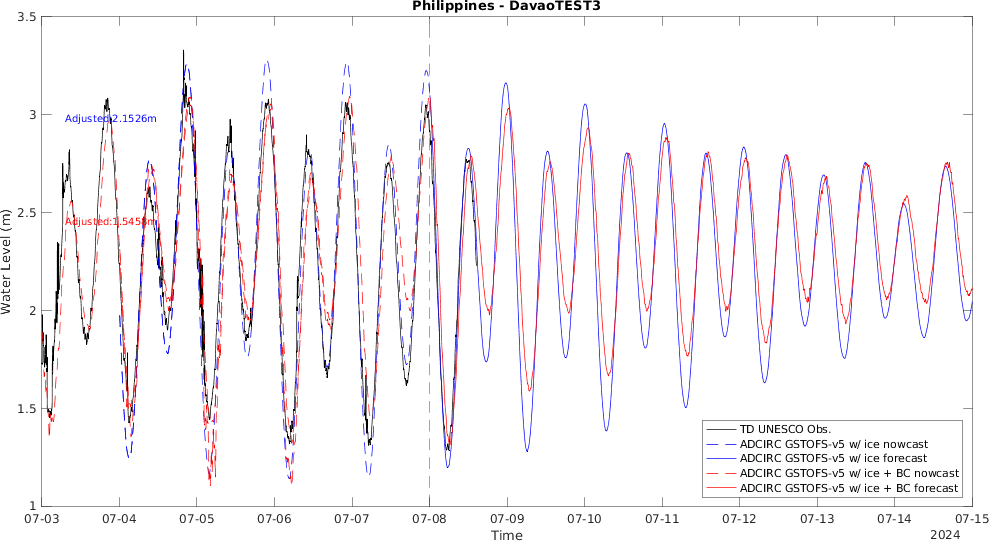 Philippines - DavaoTEST3
3.5
3
2.5
2
1.5
1
Water Level (m)
Adjusted:2.1526m
Adjusted:1.5458m
TD UNESCO Obs.
ADCIRC GSTOFS-v5 w/ ice nowcast
ADCIRC GSTOFS-v5 w/ ice forecast
ADCIRC GSTOFS-v5 w/ ice + BC nowcast
ADCIRC GSTOFS-v5 w/ ice + BC forecast
07-03 07-04 07-05 07-06 07-07 07-08 07-09 07-10 07-11 07-12 07-13 07-14 07-15
Time
2024